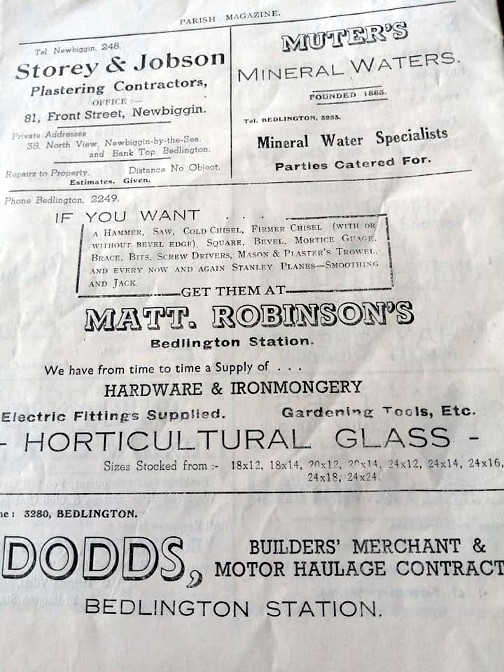 PARISH MAGAZINE.
Tel Newbiggin, 248.
Storey & Jobson
Plastering Contractors,
OFFICE :—
81, Front Street, Newbiggin.
Private Addresses
38, North View, Newbiggin-by-the-Sea.
and Bank Top, Bedlington.
Repairs to Property. Distance No Object.
Estimates, Given.
MUTER'S
MINERAL WATERS.
FOUNDED 1885.
Tel. BEDLINGTON, 3253.
Mineral Water Specialists
Parties Catered For.
Phone Bedlington, 2249.
IF YOU WANT . . .
A HAMMER, SAW, COLD CHISEL, FIRMER CHISEL (WITH OR
WITHOUT BEVEL EDGE), SQUARE, BEVEL, MORTICE GUAGE,
BRACE, BITS, SCREW DRIVERS, MASON & PLASTER'S TROWEL,
AND EVERY NOW AND AGAIN STANLEY PLANES—SMOOTHING
AND JACK.
GET THEM AT
MATT. ROBINSON'S
Bedlington Station.
We have from time to time a Supply of . . .
HARDWARE & IRONMONGERY
Electric Fittings Supplied. Gardening Tools, Etc.
- HORTICULTURAL GLASS -
Sizes Stocked from :- 18x12, 18x14, 20x12, 20x14, 24x12, 24x14, 24x16,
24x18, 24x24.
ne: 3280, BEDLINGTON.
DODDS,
BUILDERS' MERCHANT &
MOTOR HAULAGE CONTRACT
BEDLINGTON STATION.